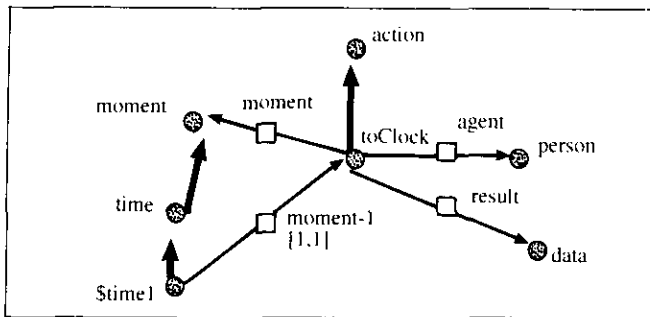 action
moment
moment
toClock
agent
person
result
time
moment-1
[1,1]
data
$time1